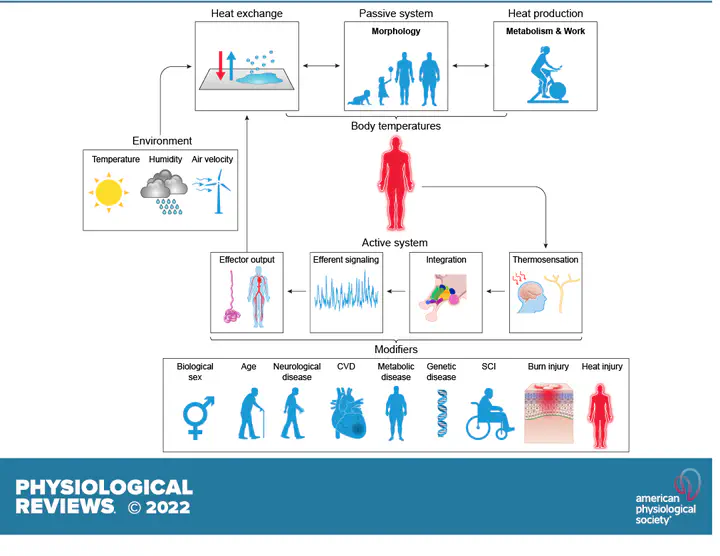 Heat exchange
Passive system
Heat production
Morphology
Metabolism & Work
Body temperatures
Environment
Temperature
Humidity
Air velocity
Active system
Effector output
Efferent signaling
Integration
Thermosensation
Modifiers
Biological
sex
Age
Neurological
disease
CVD
Metabolic
disease
Genetic
disease
SCI
Burn injury
Heat injury
PHYSIOLOGICAL
REVIEWS. © 2022
american
physiological
society®